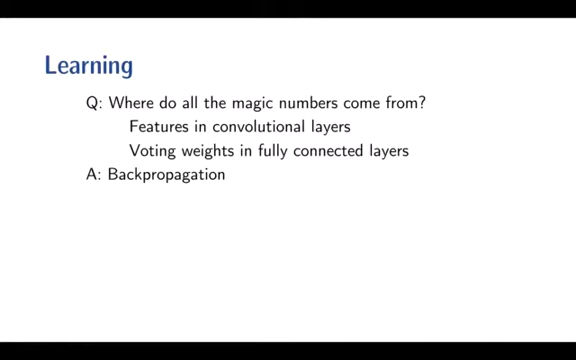 Learning
Q: Where do all the magic numbers come from?
Features in convolutional layers
Voting weights in fully connected layers
A: Backpropagation